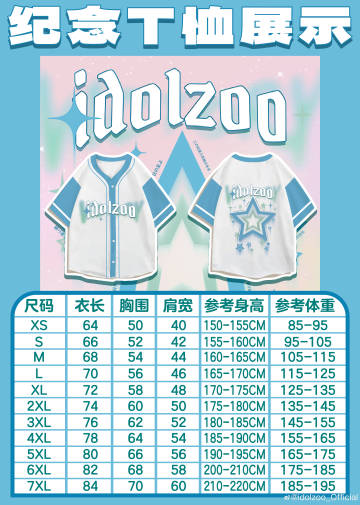 纪念T恤展示
idolzoo
idolzoo
idolzoo
尺码 衣长 胸围 肩宽 参考身高 参考体重
XS 64 50 40 150-155CM 85-95
S 66 52 42 155-160CM 95-105
M 68 54 44 160-165CM 105-115
L 70 56 46 165-170CM 115-125
XL 72 58 48 170-175CM 125-135
2XL 74 60 50 175-180CM 135-145
3XL 76 62 52 180-185CM 145-155
4XL 78 64 54 185-190CM 155-165
5XL 80 66 56 190-195CM 165-175
6XL 82 68 58 200-210CM 175-185
7XL 84 70 60 210-220CM 185-195
@idolzoo_Official